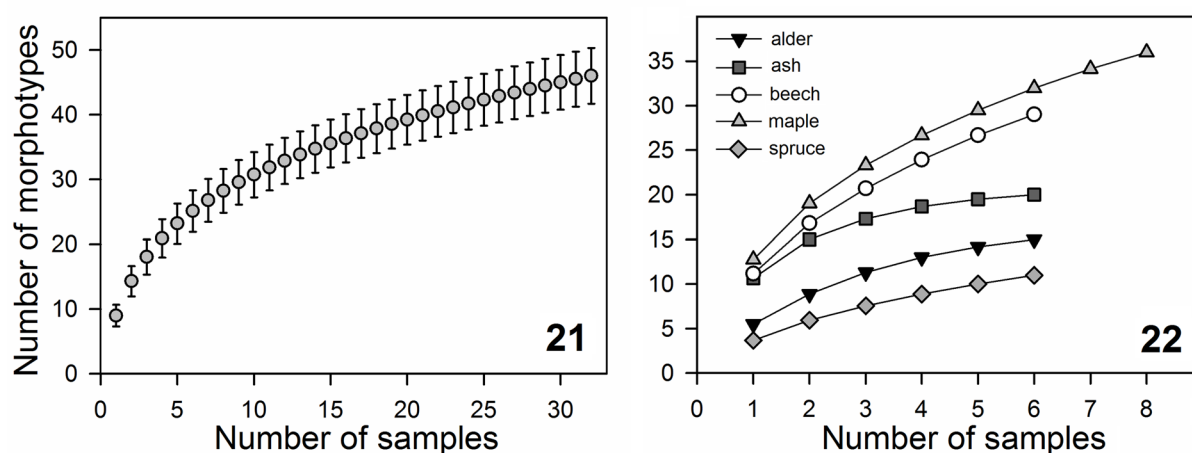 Number of morphotypes
50
40
30
20
10
0
0 5 10 15 20 25 30
Number of samples
21
35
30
25
20
15
10
5
0
0 1 2 3 4 5 6 7 8
Number of samples
alder
ash
beech
maple
spruce
22